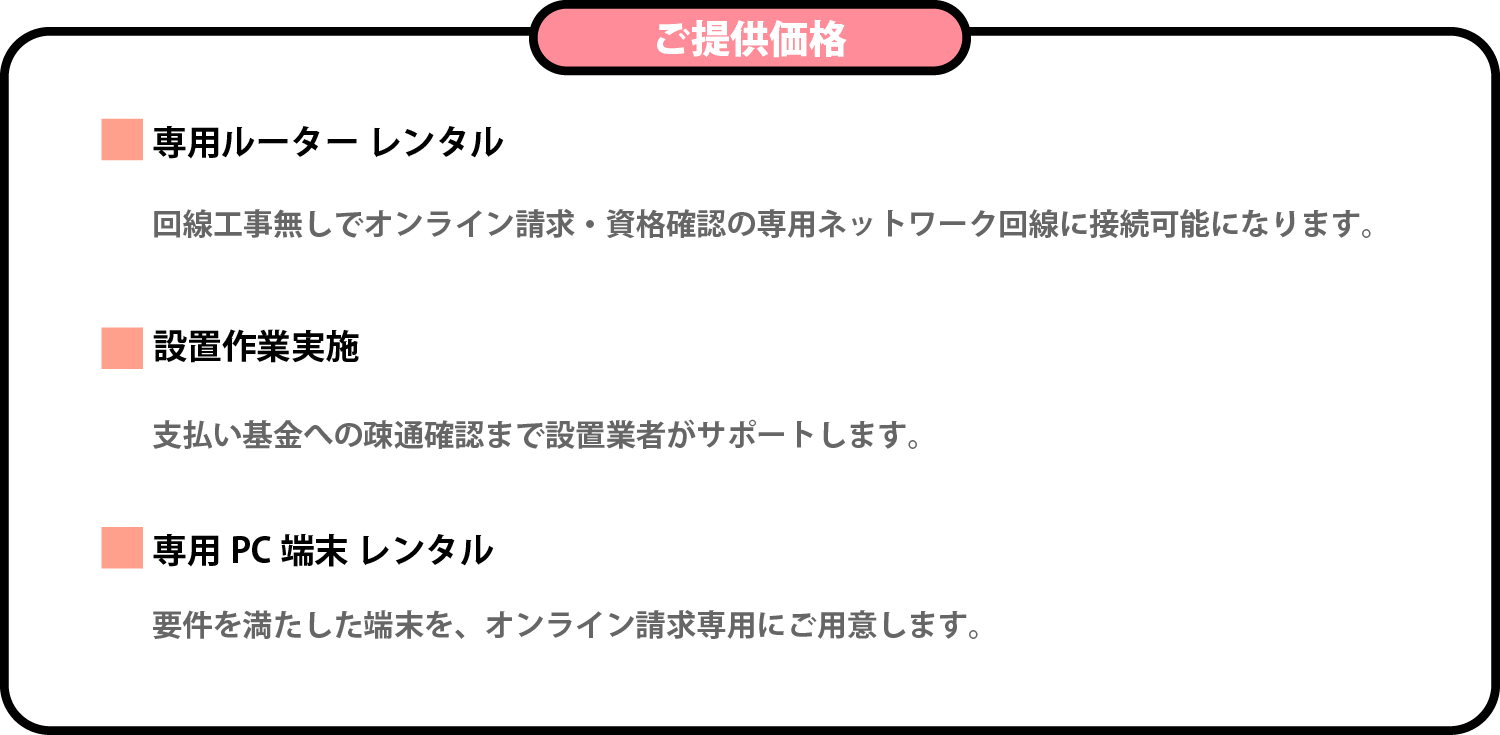 ご提供価格
専用ルーター レンタル
回線工事無しでオンライン請求・資格確認の専用ネットワーク回線に接続可能になります。
設置作業実施
支払い基金への疎通確認まで設置業者がサポートします。
専用 PC 端末 レンタル
要件を満たした端末を、オンライン請求専用にご用意します。